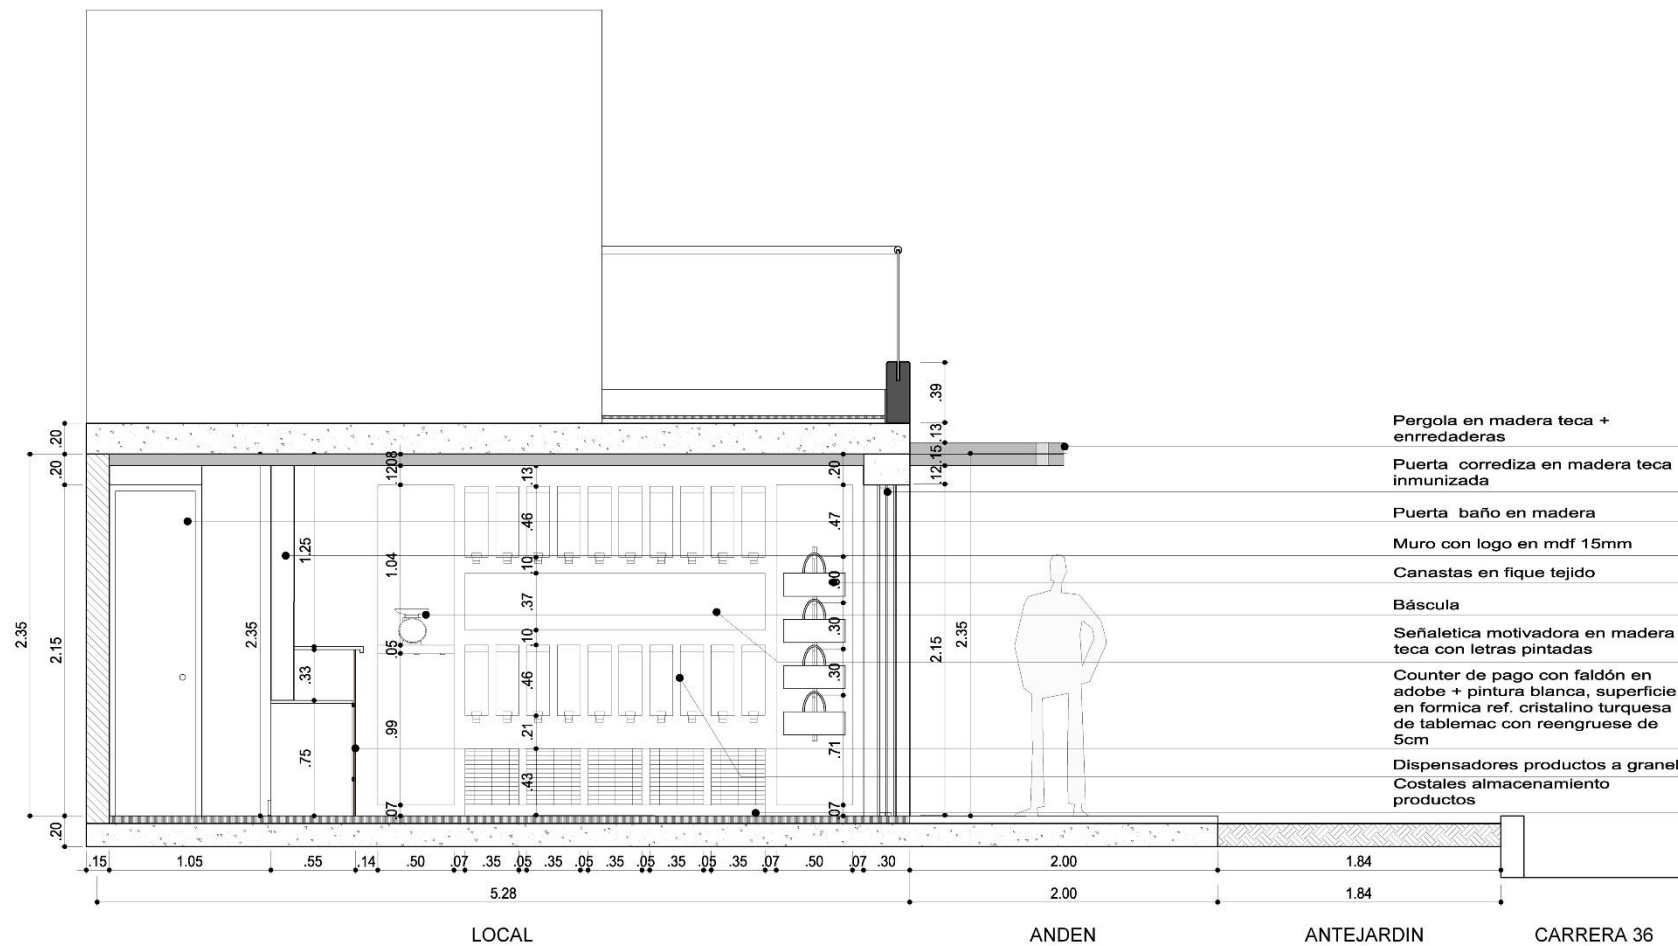 Pergola en madera teca +
enrredaderas
Puerta corrediza en madera teca
inmunizada
Puerta baño en madera
Muro con logo en mdf 15mm
Canastas en fique tejido
Báscula
Señaletica motivadora en madera
teca con letras pintadas
Counter de pago con faldón en
adobe + pintura blanca, superficie
en formica ref. cristalino turquesa
de tablemac con reengruese de
5cm
Dispensadores productos a granel
Costales almacenamiento
productos
.20
.20
2.35
2.15
.20
2.35
1.25
.33
.75
.12 .08
1.04
.05
.99
.07
.13
.46
.10
.37
.10
.46
.21
.43
.20
.47
.30
.30
.71
.07
.39
.13
.15
.12
2.15
2.35
.15 1.05 .55 .14 .50 .07 .35 .05 .35 .05 .35 .05 .35 .05 .35 .07 .50 .07 .30 2.00 1.84
5.28 2.00 1.84
LOCAL ANDEN ANTEJARDIN CARRERA 36